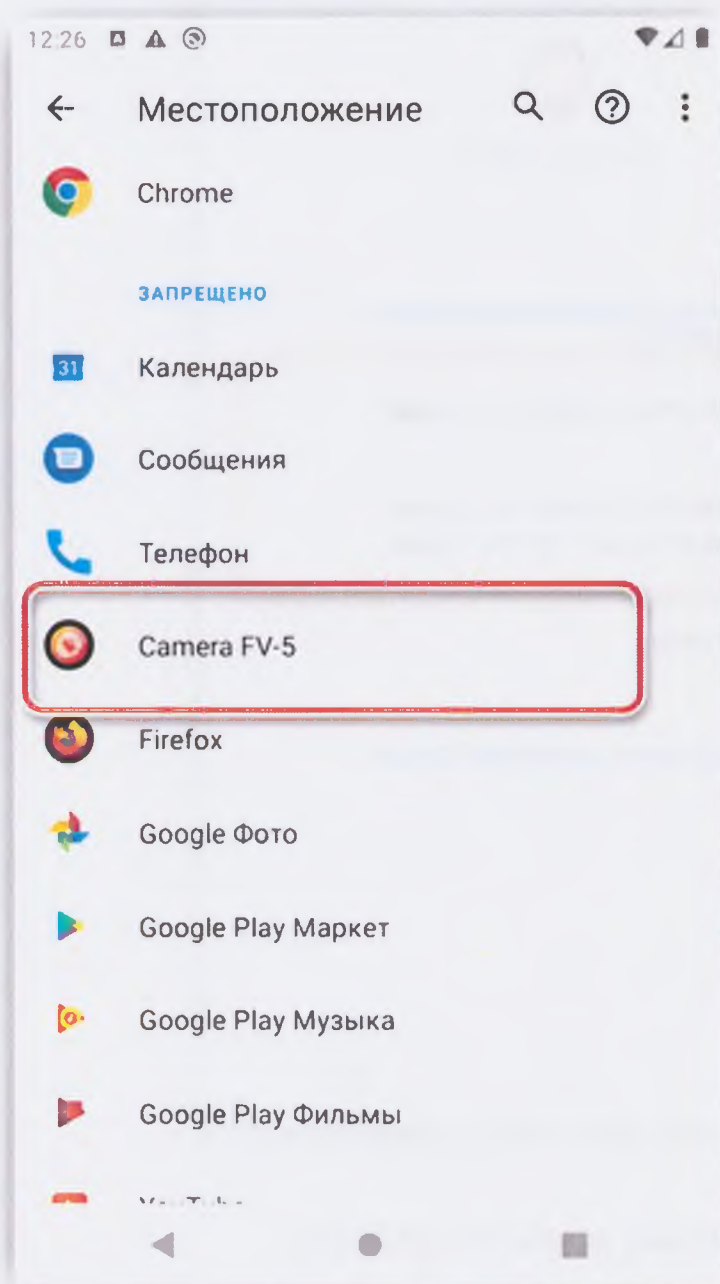 12:26
Местоположение
Chrome
ЗАПРЕЩЕНО
31
Календарь
Сообщения
Телефон
Camera FV-5
Firefox
Google Фото
Google Play Маркет
Google Play Музыка
Google Play Фильмы
YouTube